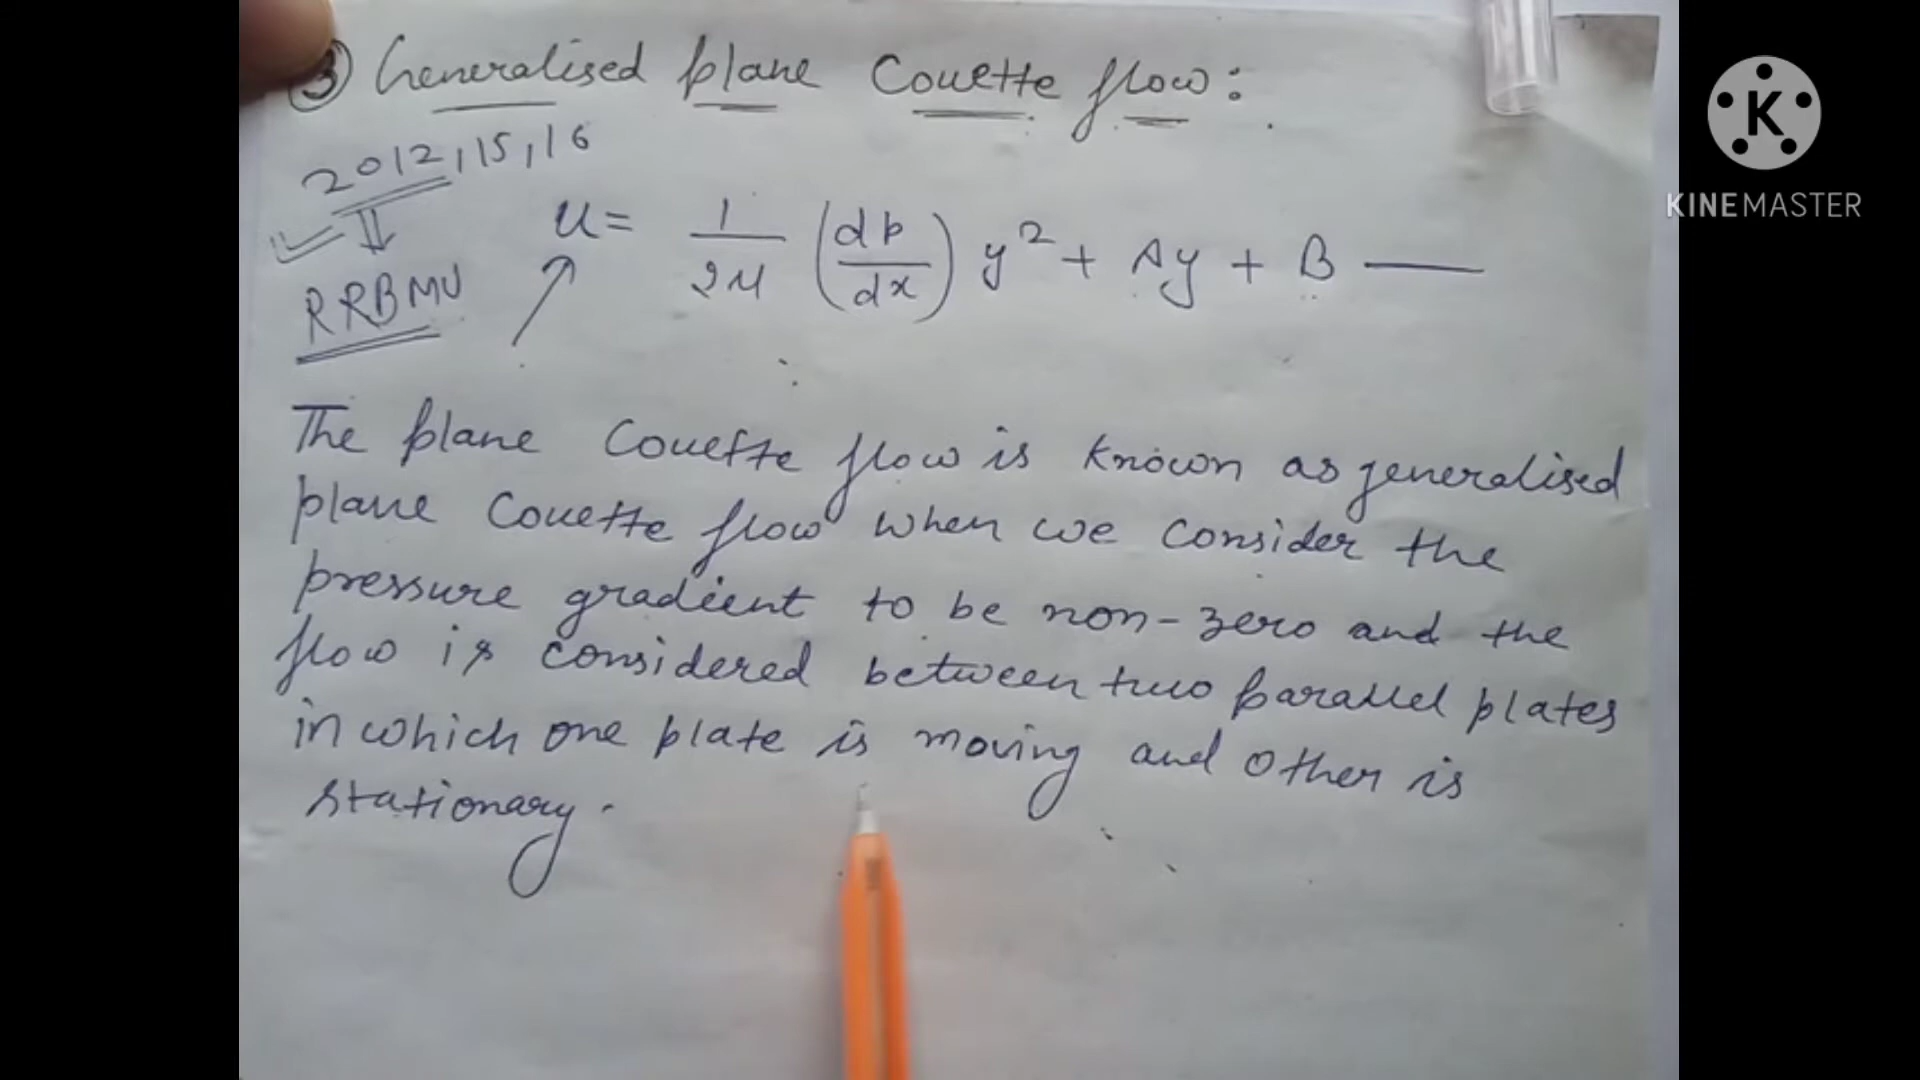 ③ Generalised plane Couette flow:
2012, 15, 16
RRBMU
u = 1/2μ (dp/dx) y² + Ay + B —
The plane Couette flow is known as generalised
plane Couette flow when we consider the
pressure gradient to be non-zero and the
flow is considered between two parallel plates
in which one plate is moving and other is
stationary.
K
KINEMASTER